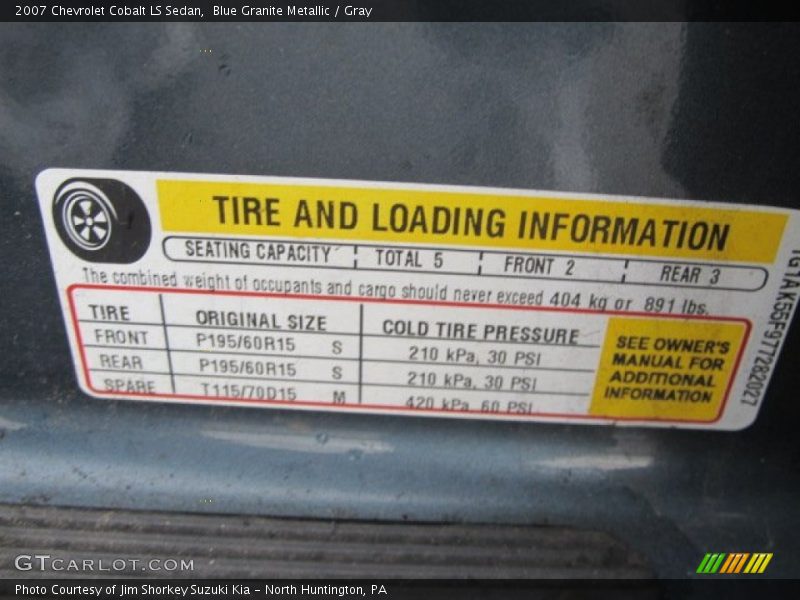 2007 Chevrolet Cobalt LS Sedan, Blue Granite Metallic / Gray
TIRE AND LOADING INFORMATION
SEATING CAPACITY TOTAL 5 FRONT 2 REAR 3
The combined weight of occupants and cargo should never exceed 404 kg or 891 lbs.
TIRE ORIGINAL SIZE COLD TIRE PRESSURE
FRONT P195/60R15 S 210 kPa, 30 PSI
REAR P195/60R15 S 210 kPa, 30 PSI
SPARE T115/70D15 M 420 kPa, 60 PSI
SEE OWNER'S
MANUAL FOR
ADDITIONAL
INFORMATION
1G1AK55F977282027
GTCARLOT.COM
Photo Courtesy of Jim Shorkey Suzuki Kia – North Huntington, PA